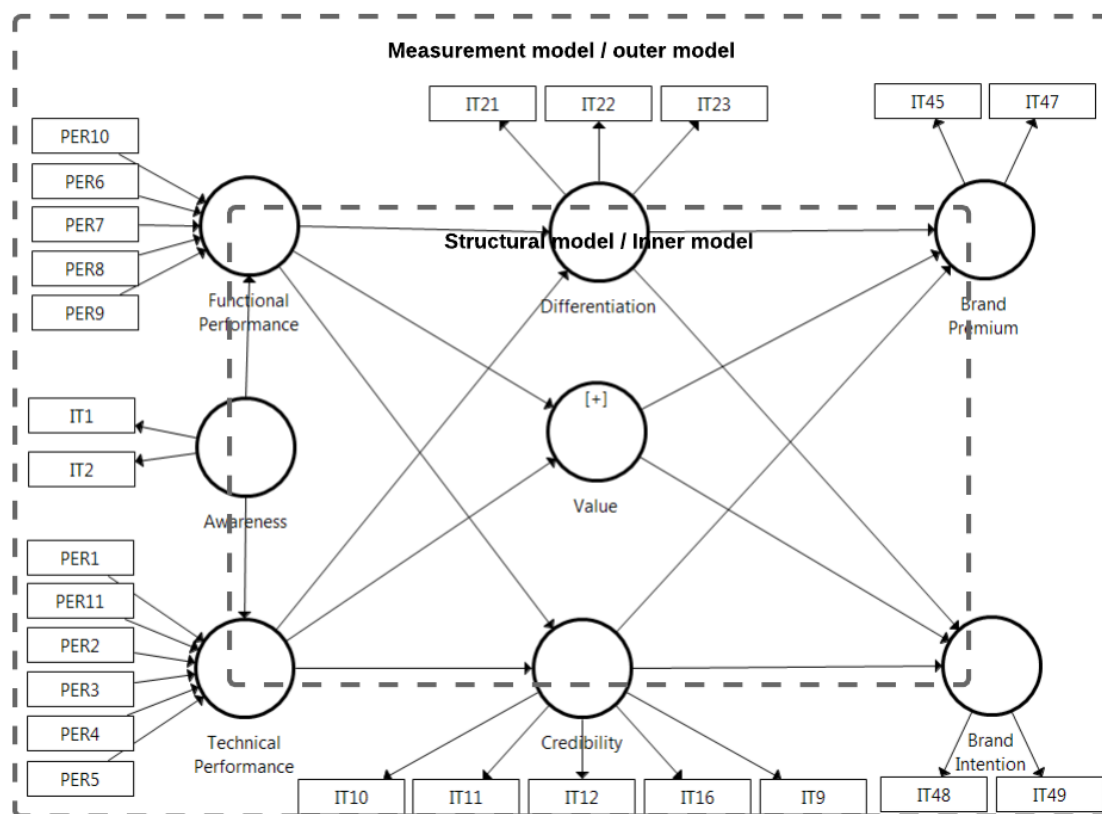 Measurement model / outer model
IT21
IT22
IT23
IT45
IT47
PER10
PER6
PER7
PER8
PER9
Structural model / Inner model
Functional
Performance
Differentiation
Brand
Premium
IT1
IT2
[+]
Awareness
Value
PER1
PER11
PER2
PER3
PER4
PER5
Technical
Performance
Credibility
Brand
Intention
IT10
IT11
IT12
IT16
IT9
IT48
IT49